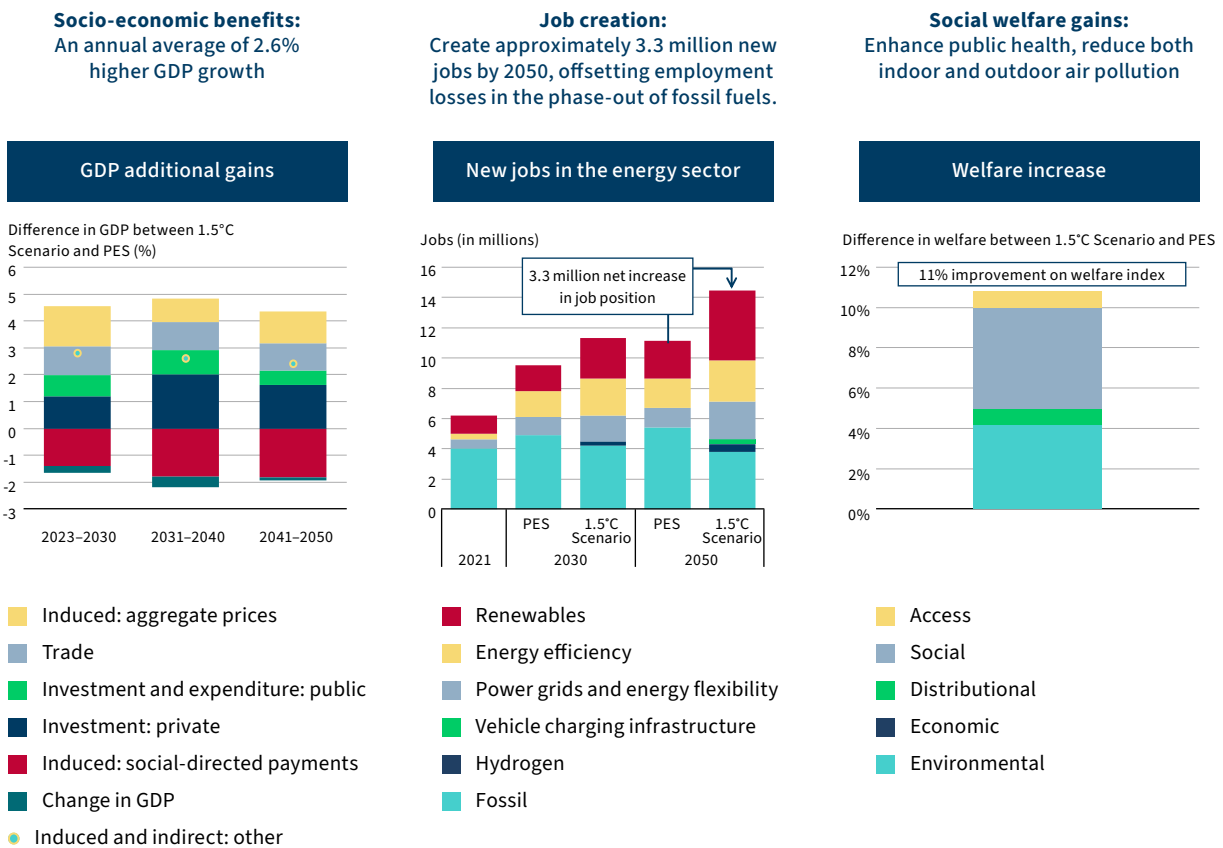 Socio-economic benefits:
An annual average of 2.6%
higher GDP growth
GDP additional gains
Difference in GDP between 1.5°C
Scenario and PES (%)
6
5
4
3
2
1
0
-1
-2
-3
2023–2030
2031–2040
2041–2050
Induced: aggregate prices
Trade
Investment and expenditure: public
Investment: private
Induced: social-directed payments
Change in GDP
Induced and indirect: other
Job creation:
Create approximately 3.3 million new
jobs by 2050, offsetting employment
losses in the phase-out of fossil fuels.
New jobs in the energy sector
Jobs (in millions)
16
14
12
10
8
6
4
2
0
3.3 million net increase
in job position
PES
1.5°C
Scenario
PES
1.5°C
Scenario
2021
2030
2050
Renewables
Energy efficiency
Power grids and energy flexibility
Vehicle charging infrastructure
Hydrogen
Fossil
Social welfare gains:
Enhance public health, reduce both
indoor and outdoor air pollution
Welfare increase
Difference in welfare between 1.5°C Scenario and PES
12%
10%
8%
6%
4%
2%
0%
11% improvement on welfare index
Access
Social
Distributional
Economic
Environmental